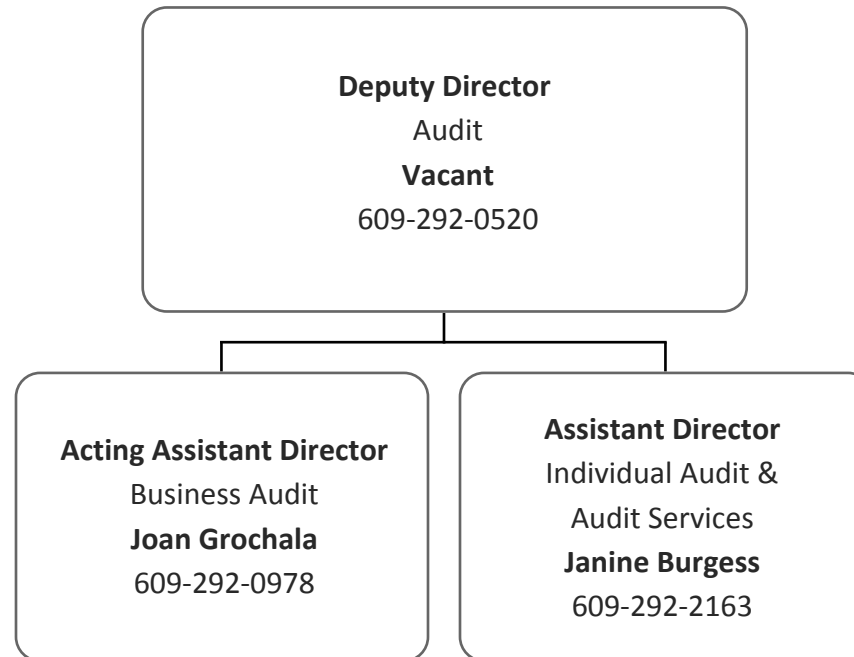 Deputy Director
Audit
Vacant
609-292-0520
Acting Assistant Director
Business Audit
Joan Grochala
609-292-0978
Assistant Director
Individual Audit &
Audit Services
Janine Burgess
609-292-2163